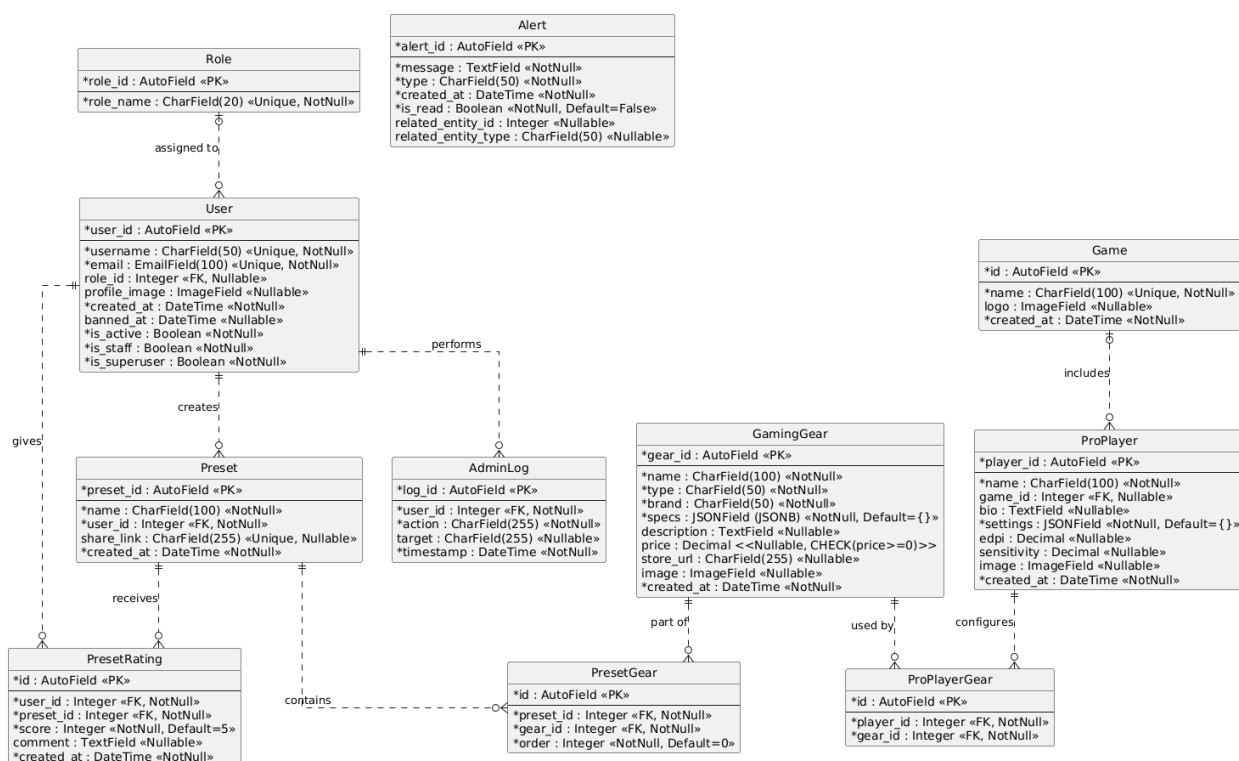 Alert
*alert_id : AutoField «PK»
*message : TextField «NotNull»
*type : CharField(50) «NotNull»
*created_at : DateTime «NotNull»
*is_read : Boolean «NotNull, Default=False»
related_entity_id : Integer «Nullable»
related_entity_type : CharField(50) «Nullable»
Role
*role_id : AutoField «PK»
*role_name : CharField(20) «Unique, NotNull»
assigned to
User
*user_id : AutoField «PK»
*username : CharField(50) «Unique, NotNull»
*email : EmailField(100) «Unique, NotNull»
role_id : Integer «FK, Nullable»
profile_image : ImageField «Nullable»
*created_at : DateTime «NotNull»
banned_at : DateTime «Nullable»
*is_active : Boolean «NotNull»
*is_staff : Boolean «NotNull»
*is_superuser : Boolean «NotNull»
Game
*id : AutoField «PK»
*name : CharField(100) «Unique, NotNull»
logo : ImageField «Nullable»
*created_at : DateTime «NotNull»
performs
includes
creates
gives
Preset
*preset_id : AutoField «PK»
*name : CharField(100) «NotNull»
*user_id : Integer «FK, NotNull»
share_link : CharField(255) «Unique, Nullable»
*created_at : DateTime «NotNull»
AdminLog
*log_id : AutoField «PK»
*user_id : Integer «FK, NotNull»
*action : CharField(255) «NotNull»
target : CharField(255) «Nullable»
*timestamp : DateTime «NotNull»
GamingGear
*gear_id : AutoField «PK»
*name : CharField(100) «NotNull»
*type : CharField(50) «NotNull»
*brand : CharField(50) «NotNull»
*specs : JSONField (JSONB) «NotNull, Default={}»
description : TextField «Nullable»
price : Decimal <<Nullable, CHECK(price>=0)>>
store_url : CharField(255) «Nullable»
image : ImageField «Nullable»
*created_at : DateTime «NotNull»
ProPlayer
*player_id : AutoField «PK»
*name : CharField(100) «NotNull»
game_id : Integer «FK, Nullable»
bio : TextField «Nullable»
*settings : JSONField «NotNull, Default={}»
edpi : Decimal «Nullable»
sensitivity : Decimal «Nullable»
image : ImageField «Nullable»
*created_at : DateTime «NotNull»
receives
part of
used by
configures
contains
PresetRating
*id : AutoField «PK»
*user_id : Integer «FK, NotNull»
*preset_id : Integer «FK, NotNull»
*score : Integer «NotNull, Default=5»
comment : TextField «Nullable»
*created_at : DateTime «NotNull»
PresetGear
*id : AutoField «PK»
*preset_id : Integer «FK, NotNull»
*gear_id : Integer «FK, NotNull»
*order : Integer «NotNull, Default=0»
ProPlayerGear
*id : AutoField «PK»
*player_id : Integer «FK, NotNull»
*gear_id : Integer «FK, NotNull»